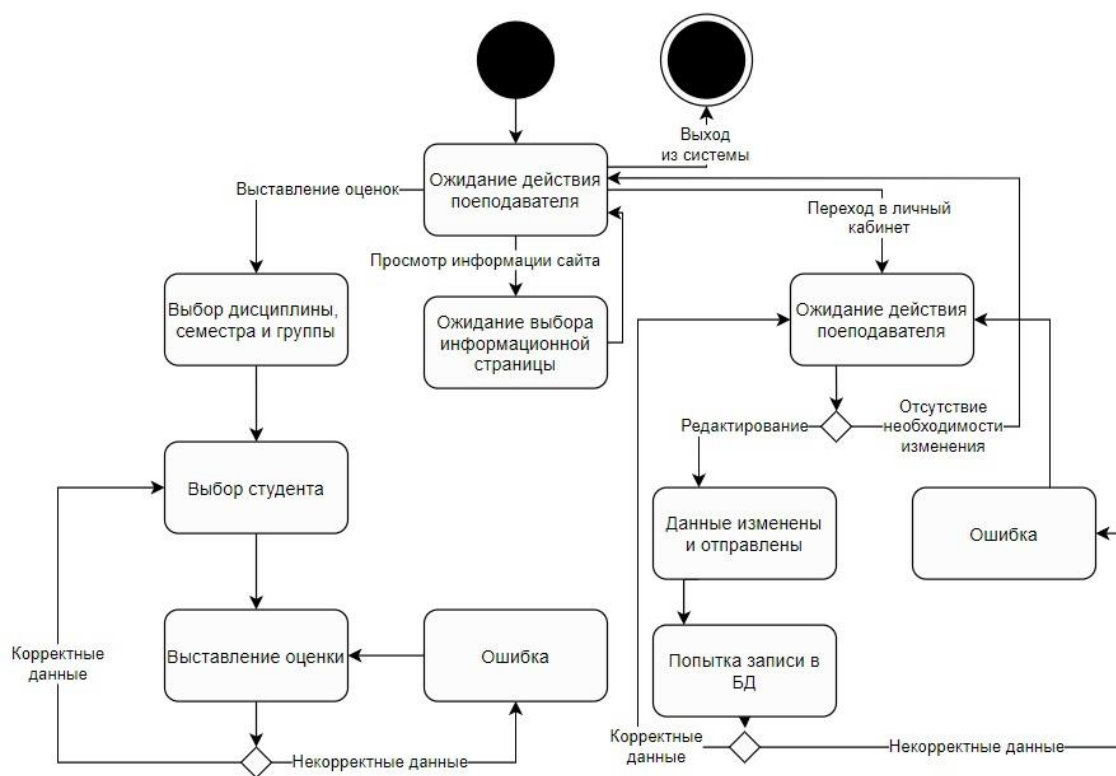 Выход
из системы
Ожидание действия
поеподавателя
Выставление оценок
Переход в личный
кабинет
Просмотр информации сайта
Выбор дисциплины,
семестра и группы
Ожидание выбора
информационной
страницы
Ожидание действия
поеподавателя
Редактирование
Отсутствие
необходимости
изменения
Выбор студента
Данные изменены
и отправлены
Ошибка
Выставление оценки
Ошибка
Попытка записи в
БД
Корректные
данные
Некорректные данные
Корректные
данные
Некорректные данные